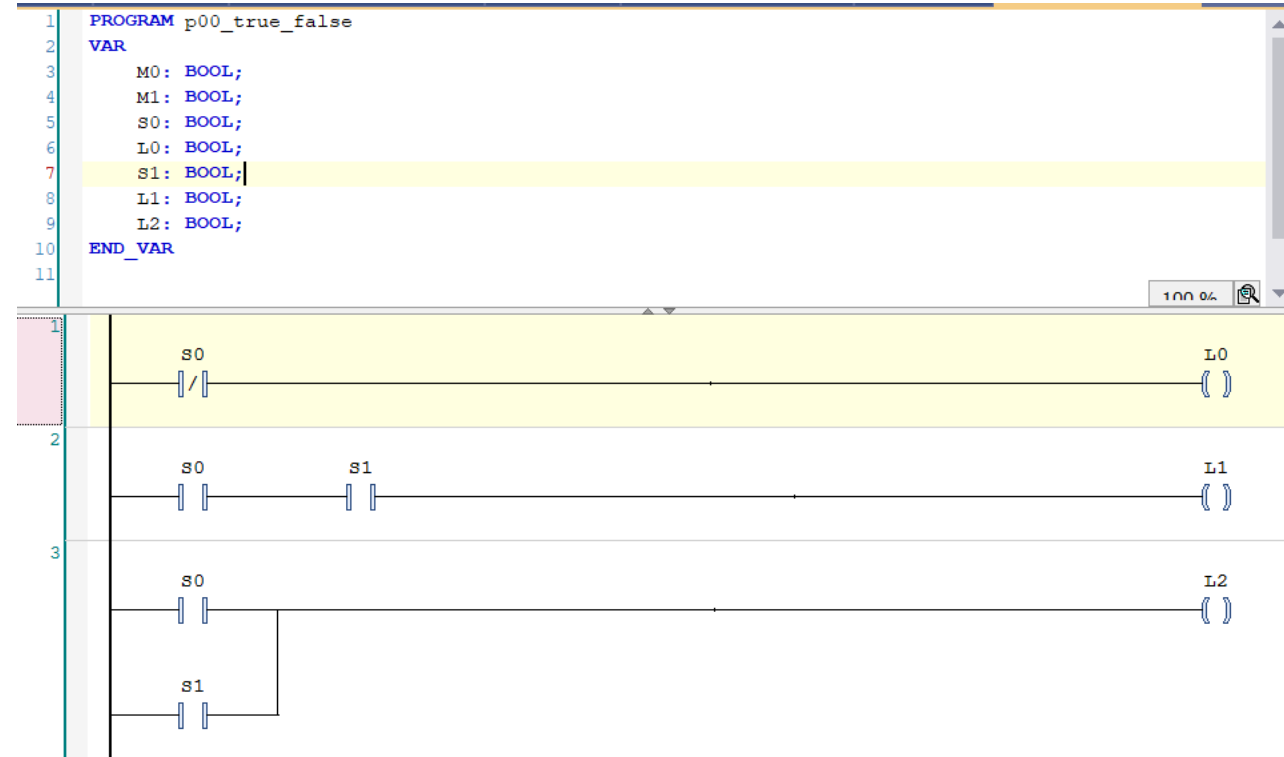 1 PROGRAM p00_true_false
2 VAR
3 M0: BOOL;
4 M1: BOOL;
5 S0: BOOL;
6 L0: BOOL;
7 S1: BOOL;
8 L1: BOOL;
9 L2: BOOL;
10 END_VAR
11
100 %
1
S0 L0
/
2
S0 S1 L1
3
S0 L2
S1